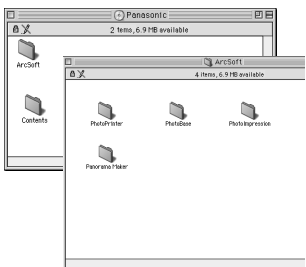 Panasonic
2 items, 6.9 MB available
ArcSoft
Contents
ArcSoft
4 items, 6.9 MB available
PhotoPrinter
PhotoBase
PhotoImpression
Panorama Maker